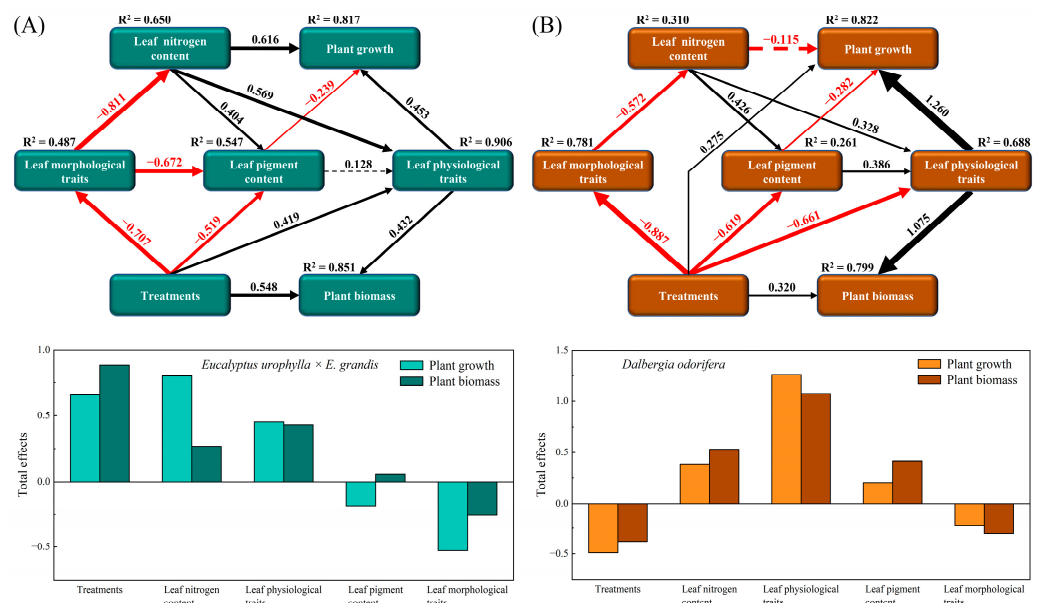 (A)
R² = 0.650
Leaf nitrogen
content
0.616
R² = 0.817
Plant growth
−0.811
0.569
0.404
−0.239
0.453
R² = 0.487
Leaf morphological
traits
−0.672
R² = 0.547
Leaf pigment
content
0.128
R² = 0.906
Leaf physiological
traits
−0.707
−0.519
0.419
0.432
Treatments
0.548
R² = 0.851
Plant biomass
(B)
R² = 0.310
Leaf nitrogen
content
−0.115
R² = 0.822
Plant growth
−0.572
0.426
0.275
−0.282
0.328
1.260
R² = 0.781
Leaf morphological
traits
R² = 0.261
Leaf pigment
content
0.386
R² = 0.688
Leaf physiological
traits
−0.887
−0.619
−0.661
1.075
Treatments
0.320
R² = 0.799
Plant biomass
Eucalyptus urophylla × E. grandis
Plant growth
Plant biomass
Total effects
1.0
0.5
0.0
−0.5
Treatments
Leaf nitrogen
content
Leaf physiological
traits
Leaf pigment
content
Leaf morphological
traits
Dalbergia odorifera
Plant growth
Plant biomass
Total effects
1.5
1.0
0.5
0.0
−0.5
Treatments
Leaf nitrogen
content
Leaf physiological
traits
Leaf pigment
content
Leaf morphological
traits